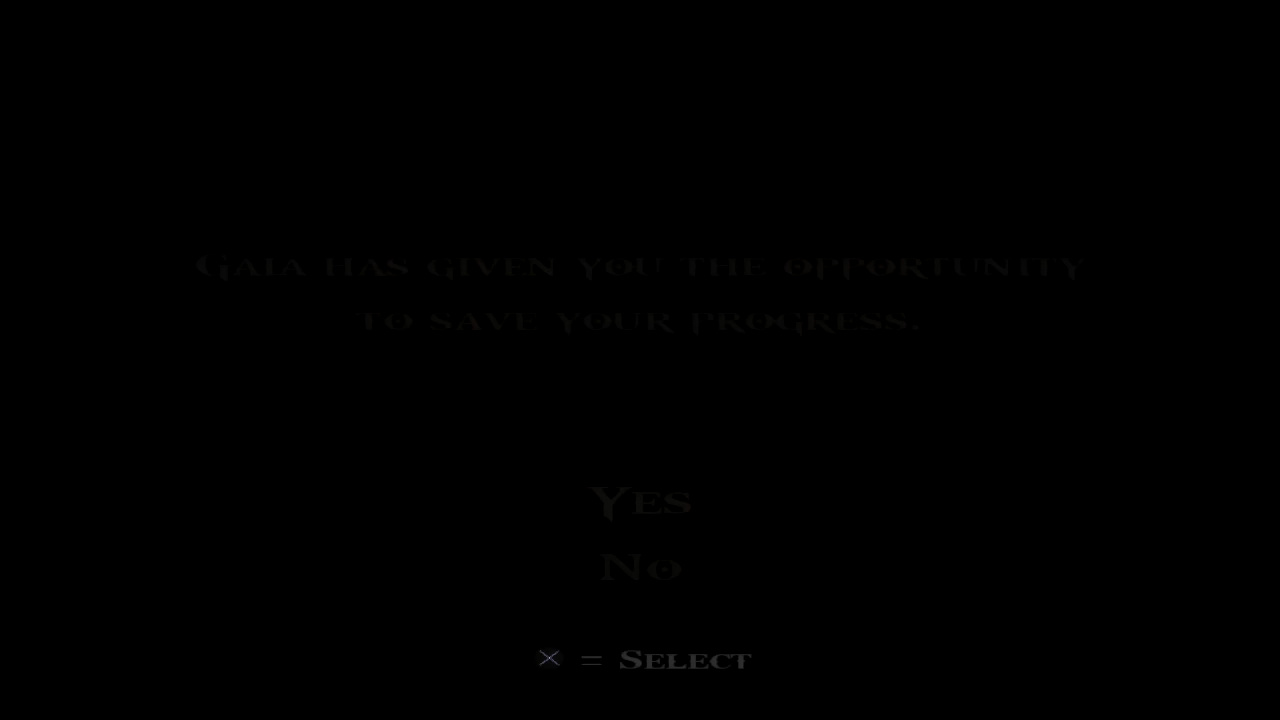 Gaia has given you the opportunity
to save your progress.
Yes
No
= Select